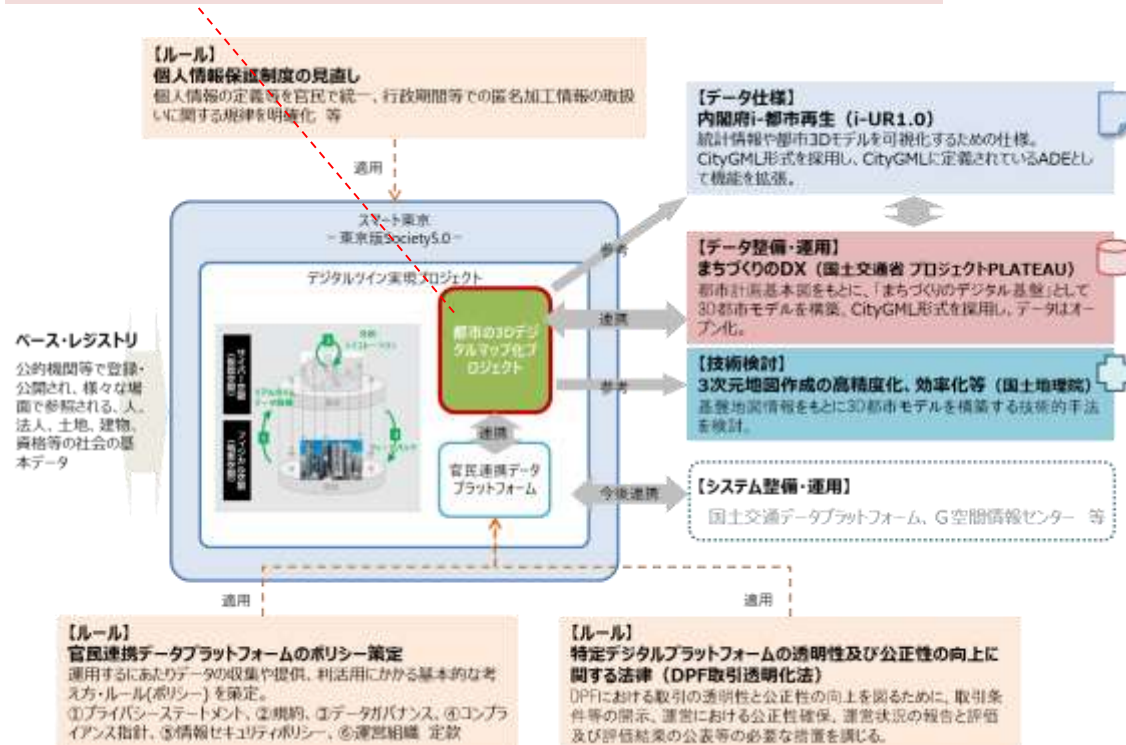 【ルール】
個人情報保護制度の見直し
個人情報の定義等を官民で統一、行政期間等での匿名加工情報の取扱
いに関する規律を明確化 等
適用
スマート東京
－東京版Society5.0－
デジタルツイン実現プロジェクト
都市の3Dデジ
タルマップ化プ
ロジェクト
連携
官民連携データ
プラットフォーム
サイバー空間
フィジカル空間
ベース・レジストリ
公的機関等で登録・
公開され、様々な場
面で参照される、人、
法人、土地、建物、
資格等の社会の基
本データ
参考
連携
参考
今後連携
【データ仕様】
内閣府i-都市再生（i-UR1.0）
統計情報や都市3Dモデルを可視化するための仕様。
CityGML形式を採用し、CityGMLに定義されているADEとし
て機能を拡張。
【データ整備・運用】
まちづくりのDX（国土交通省 プロジェクトPLATEAU）
都市計画基本図をもとに、「まちづくりのデジタル基盤」として
3D都市モデルを構築。CityGML形式を採用し、データはオー
プン化。
【技術検討】
3次元地図作成の高精度化、効率化等（国土地理院）
基盤地図情報をもとに3D都市モデルを構築する技術的手法
を検討。
【システム整備・運用】
国土交通データプラットフォーム、G空間情報センター 等
適用
適用
【ルール】
官民連携データプラットフォームのポリシー策定
運用するにあたりデータの収集や提供、利活用にかかる基本的な考
え方・ルール(ポリシー) を策定。
①プライバシーステートメント、②規約、③データガバナンス、④コンプラ
イアンス指針、⑤情報セキュリティポリシー、⑥運営組織 定款
【ルール】
特定デジタルプラットフォームの透明性及び公正性の向上に
関する法律（DPF取引透明化法）
DPFにおける取引の透明性と公正性の向上を図るために、取引条
件等の開示、運営における公正性確保、運営状況の報告と評価
及び評価結果の公表等の必要な措置を講じる。